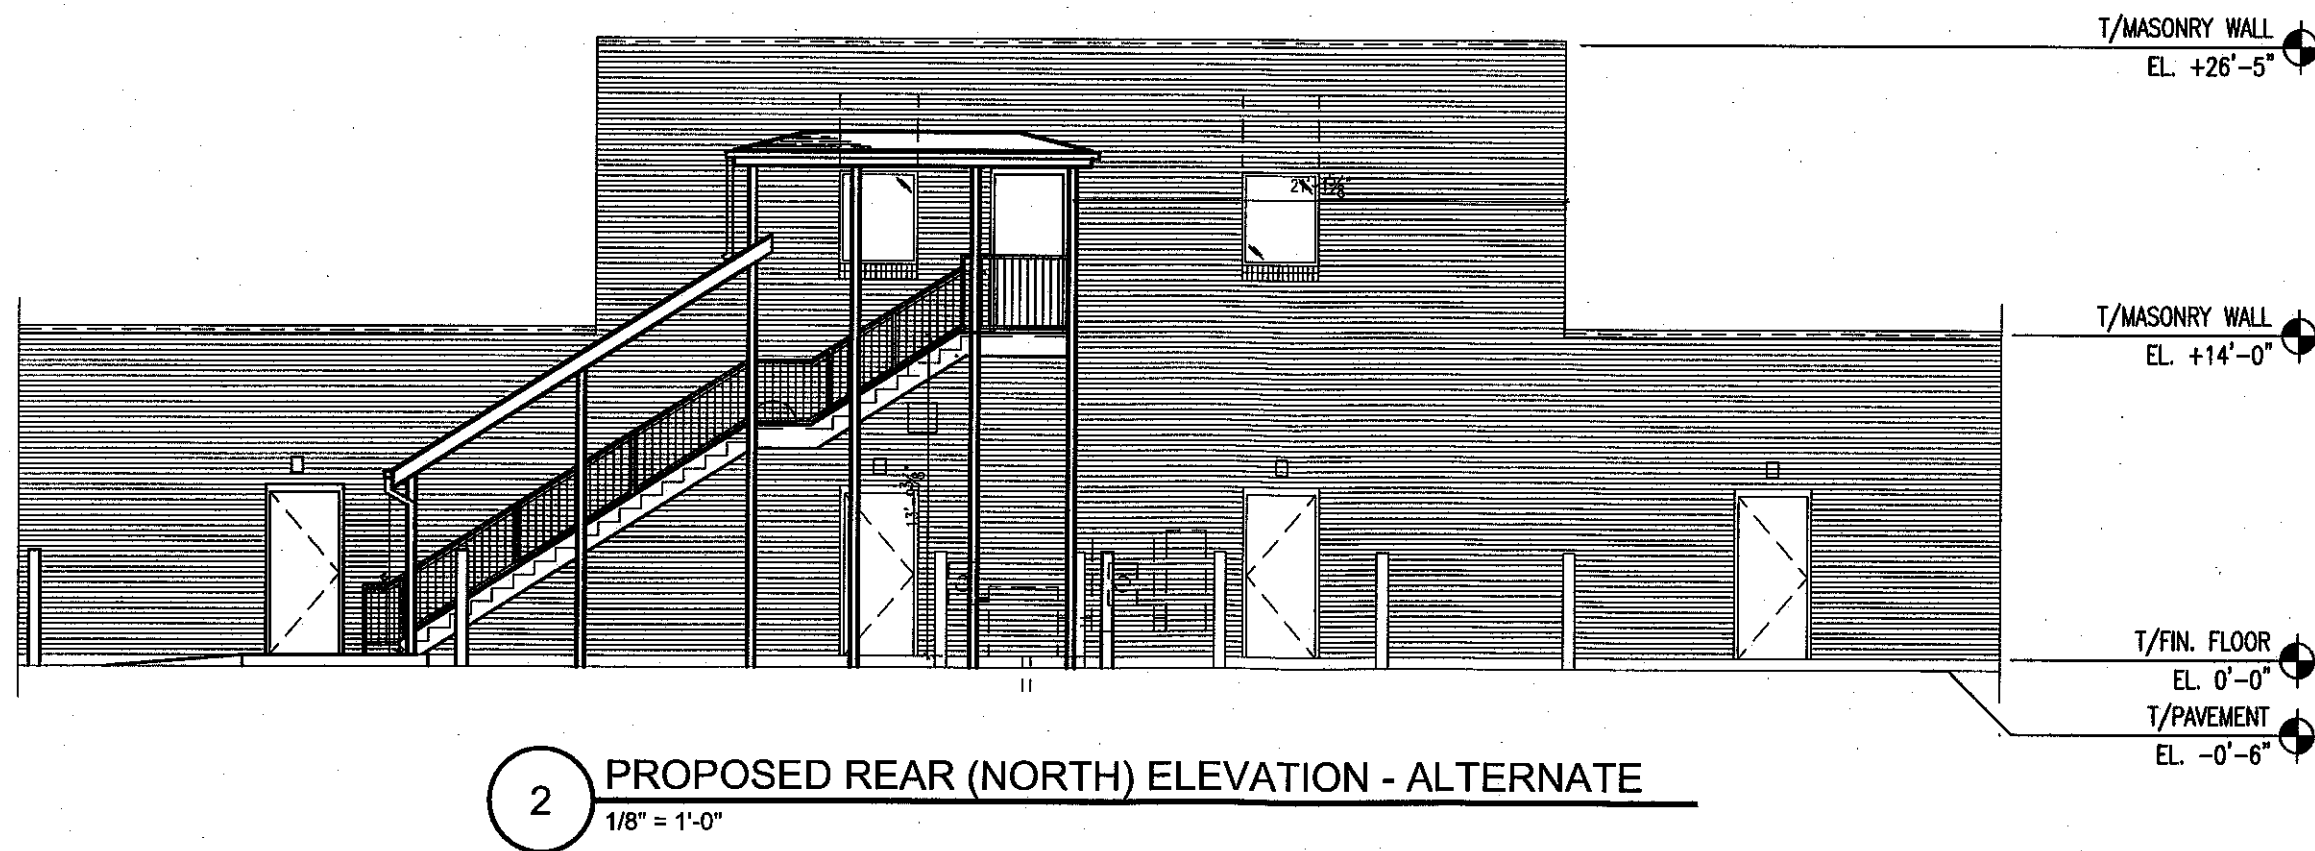 T/MASONRY WALL
EL. +26'-5"
T/MASONRY WALL
EL. +14'-0"
T/FIN. FLOOR
EL. 0'-0"
T/PAVEMENT
EL. -0'-6"
2
PROPOSED REAR (NORTH) ELEVATION - ALTERNATE
1/8" = 1'-0"